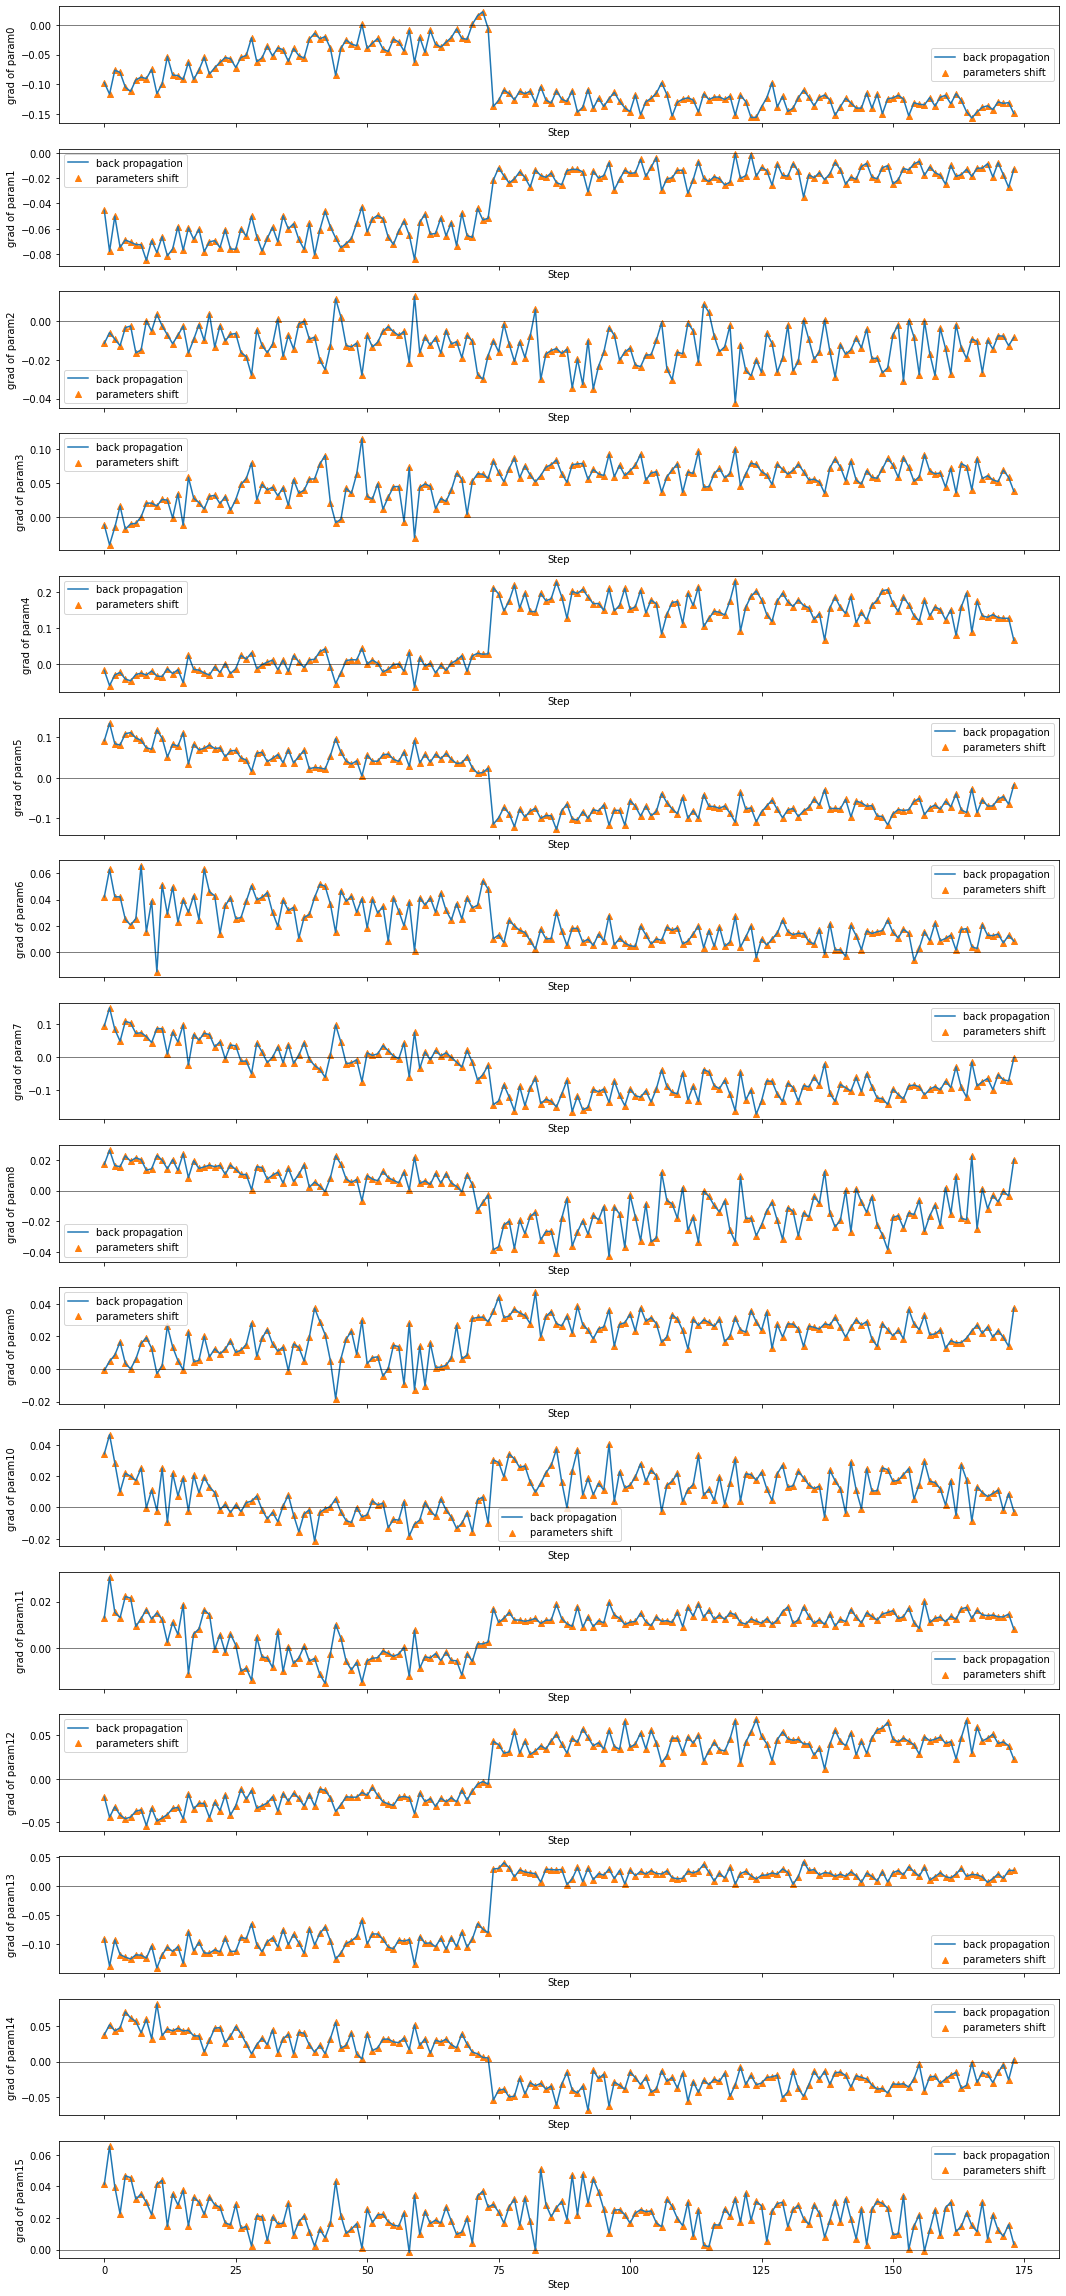 0.00
−0.05
−0.10
−0.15
grad of param0
back propagation
parameters shift
Step
0.00
−0.02
−0.04
−0.06
−0.08
grad of param1
back propagation
parameters shift
Step
0.00
−0.02
−0.04
grad of param2
back propagation
parameters shift
Step
0.10
0.05
0.00
grad of param3
back propagation
parameters shift
Step
0.2
0.1
0.0
grad of param4
back propagation
parameters shift
Step
0.1
0.0
−0.1
grad of param5
back propagation
parameters shift
Step
0.06
0.04
0.02
0.00
grad of param6
back propagation
parameters shift
Step
0.1
0.0
−0.1
grad of param7
back propagation
parameters shift
Step
0.02
0.00
−0.02
−0.04
grad of param8
back propagation
parameters shift
Step
0.04
0.02
0.00
−0.02
grad of param9
back propagation
parameters shift
Step
0.04
0.02
0.00
−0.02
grad of param10
back propagation
parameters shift
Step
0.02
0.00
grad of param11
back propagation
parameters shift
Step
0.05
0.00
−0.05
grad of param12
back propagation
parameters shift
Step
0.05
0.00
−0.05
−0.10
grad of param13
back propagation
parameters shift
Step
0.05
0.00
−0.05
grad of param14
back propagation
parameters shift
Step
0.06
0.04
0.02
0.00
grad of param15
back propagation
parameters shift
0 25 50 75 100 125 150 175
Step